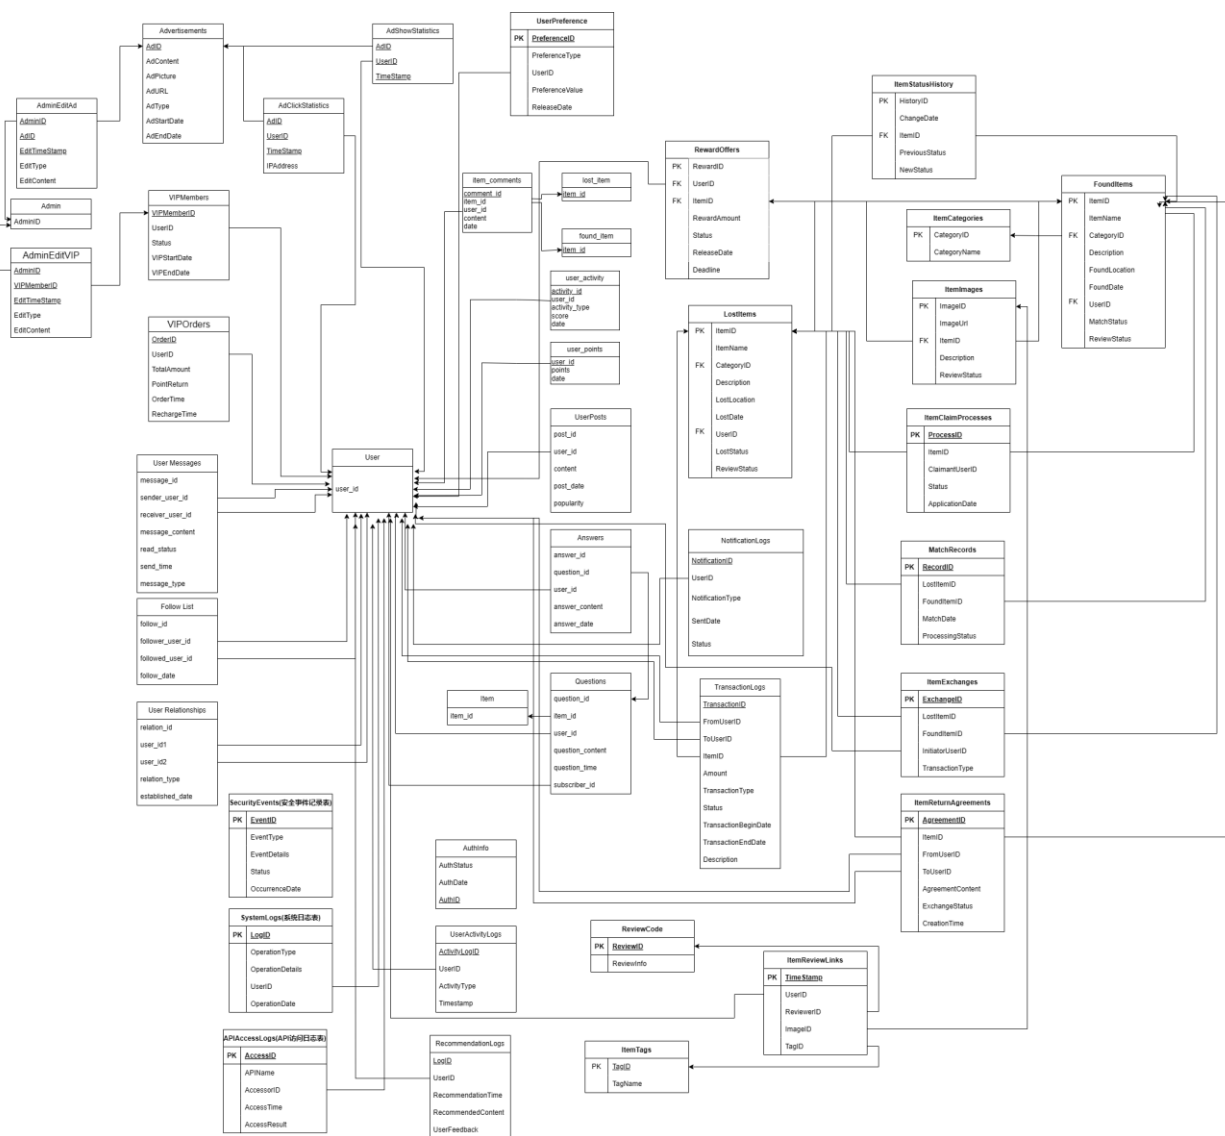 Advertisements
AdID
AdContent
AdPicture
AdURL
AdType
AdStartDate
AdEndDate
AdShowStatistics
AdID
UserID
TimeStamp
UserPreference
PK PreferenceID
PreferenceType
UserID
PreferenceValue
ReleaseDate
AdminEditAd
AdminID
AdID
EditTimeStamp
EditType
EditContent
AdClickStatistics
AdID
UserID
TimeStamp
IPAddress
ItemStatusHistory
PK HistoryID
ChangeDate
FK ItemID
PreviousStatus
NewStatus
Admin
AdminID
VIPMembers
VIPMemberID
UserID
Status
VIPStartDate
VIPEndDate
item_comments
comment_id
item_id
user_id
content
date
lost_item
item_id
found_item
item_id
RewardOffers
PK RewardID
FK UserID
FK ItemID
RewardAmount
Status
ReleaseDate
Deadline
FoundItems
PK ItemID
ItemName
FK CategoryID
Description
FoundLocation
FoundDate
FK UserID
MatchStatus
ReviewStatus
ItemCategories
PK CategoryID
CategoryName
AdminEditVIP
AdminID
VIPMemberID
EditTimeStamp
EditType
EditContent
user_activity
activity_id
user_id
activity_type
score
date
ItemImages
PK ImageID
ImageUrl
FK ItemID
Description
ReviewStatus
VIPOrders
OrderID
UserID
TotalAmount
PointReturn
OrderTime
RechargeTime
user_points
user_id
points
date
LostItems
PK ItemID
ItemName
FK CategoryID
Description
LostLocation
LostDate
FK UserID
LostStatus
ReviewStatus
UserPosts
post_id
user_id
content
post_date
popularity
ItemClaimProcesses
PK ProcessID
ItemID
ClaimantUserID
Status
ApplicationDate
User
user_id
User Messages
message_id
sender_user_id
receiver_user_id
message_content
read_status
send_time
message_type
Answers
answer_id
question_id
user_id
answer_content
answer_date
NotificationLogs
NotificationID
UserID
NotificationType
SentDate
Status
MatchRecords
PK RecordID
LostItemID
FoundItemID
MatchDate
ProcessingStatus
Follow List
follow_id
follower_user_id
followed_user_id
follow_date
Item
item_id
Questions
question_id
item_id
user_id
question_content
question_time
subscriber_id
TransactionLogs
TransactionID
FromUserID
ToUserID
ItemID
Amount
TransactionType
Status
TransactionBeginDate
TransactionEndDate
Description
ItemExchanges
PK ExchangeID
LostItemID
FoundItemID
InitiatorUserID
TransactionType
User Relationships
relation_id
user_id1
user_id2
relation_type
established_date
SecurityEvents(安全事件记录表)
PK EventID
EventType
EventDetails
Status
OccurrenceDate
AuthInfo
AuthStatus
AuthDate
AuthID
ItemReturnAgreements
PK AgreementID
ItemID
FromUserID
ToUserID
AgreementContent
ExchangeStatus
CreationTime
SystemLogs(系统日志表)
PK LogID
OperationType
OperationDetails
UserID
OperationDate
UserActivityLogs
ActivityLogID
UserID
ActivityType
Timestamp
ReviewCode
PK ReviewID
ReviewInfo
ItemReviewLinks
PK TimeStamp
UserID
ReviewerID
ImageID
TagID
APIAccessLogs(API访问日志表)
PK AccessID
APIName
AccessorID
AccessTime
AccessResult
RecommendationLogs
LogID
UserID
RecommendationTime
RecommendedContent
UserFeedback
ItemTags
PK TagID
TagName